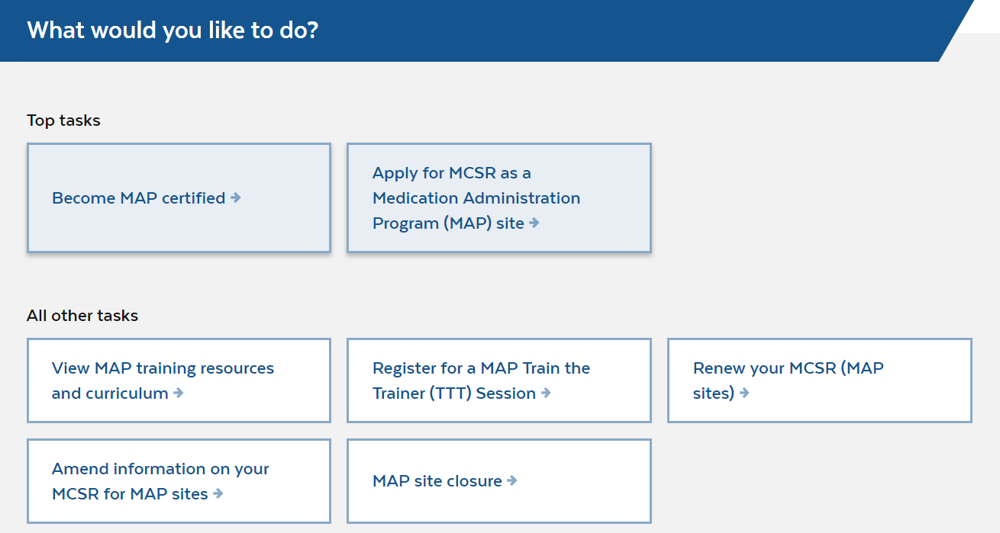 What would you like to do?
Top tasks
Become MAP certified →
Apply for MCSR as a
Medication Administration
Program (MAP) site →
All other tasks
View MAP training resources
and curriculum →
Register for a MAP Train the
Trainer (TTT) Session →
Renew your MCSR (MAP
sites) →
Amend information on your
MCSR for MAP sites →
MAP site closure →